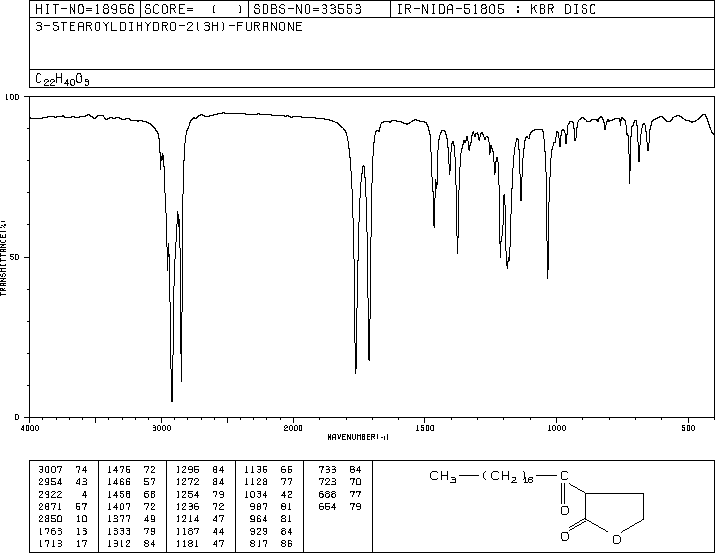 HIT-NO=18956 SCORE= ( ) SDBS-NO=33553 IR-NIDA-51805 : KBR DISC
3-STEAROYLDIHYDRO-2(3H)-FURANONE
C22H40O3
100
50
0
TRANSMITTANCE(%)
4000 3000 2000 1500 1000 500
WAVENUMBER(-1)
3007 74 1476 72 1296 84 1136 66 733 84
2954 43 1466 57 1272 84 1128 77 723 70
2922 4 1458 68 1254 79 1034 42 688 77
2871 67 1407 72 1236 72 987 81 654 79
2850 10 1377 49 1214 47 964 81
1763 13 1333 79 1187 44 929 84
1713 17 1312 84 1181 47 817 86
CH3—(CH2)16—C
O
O
O